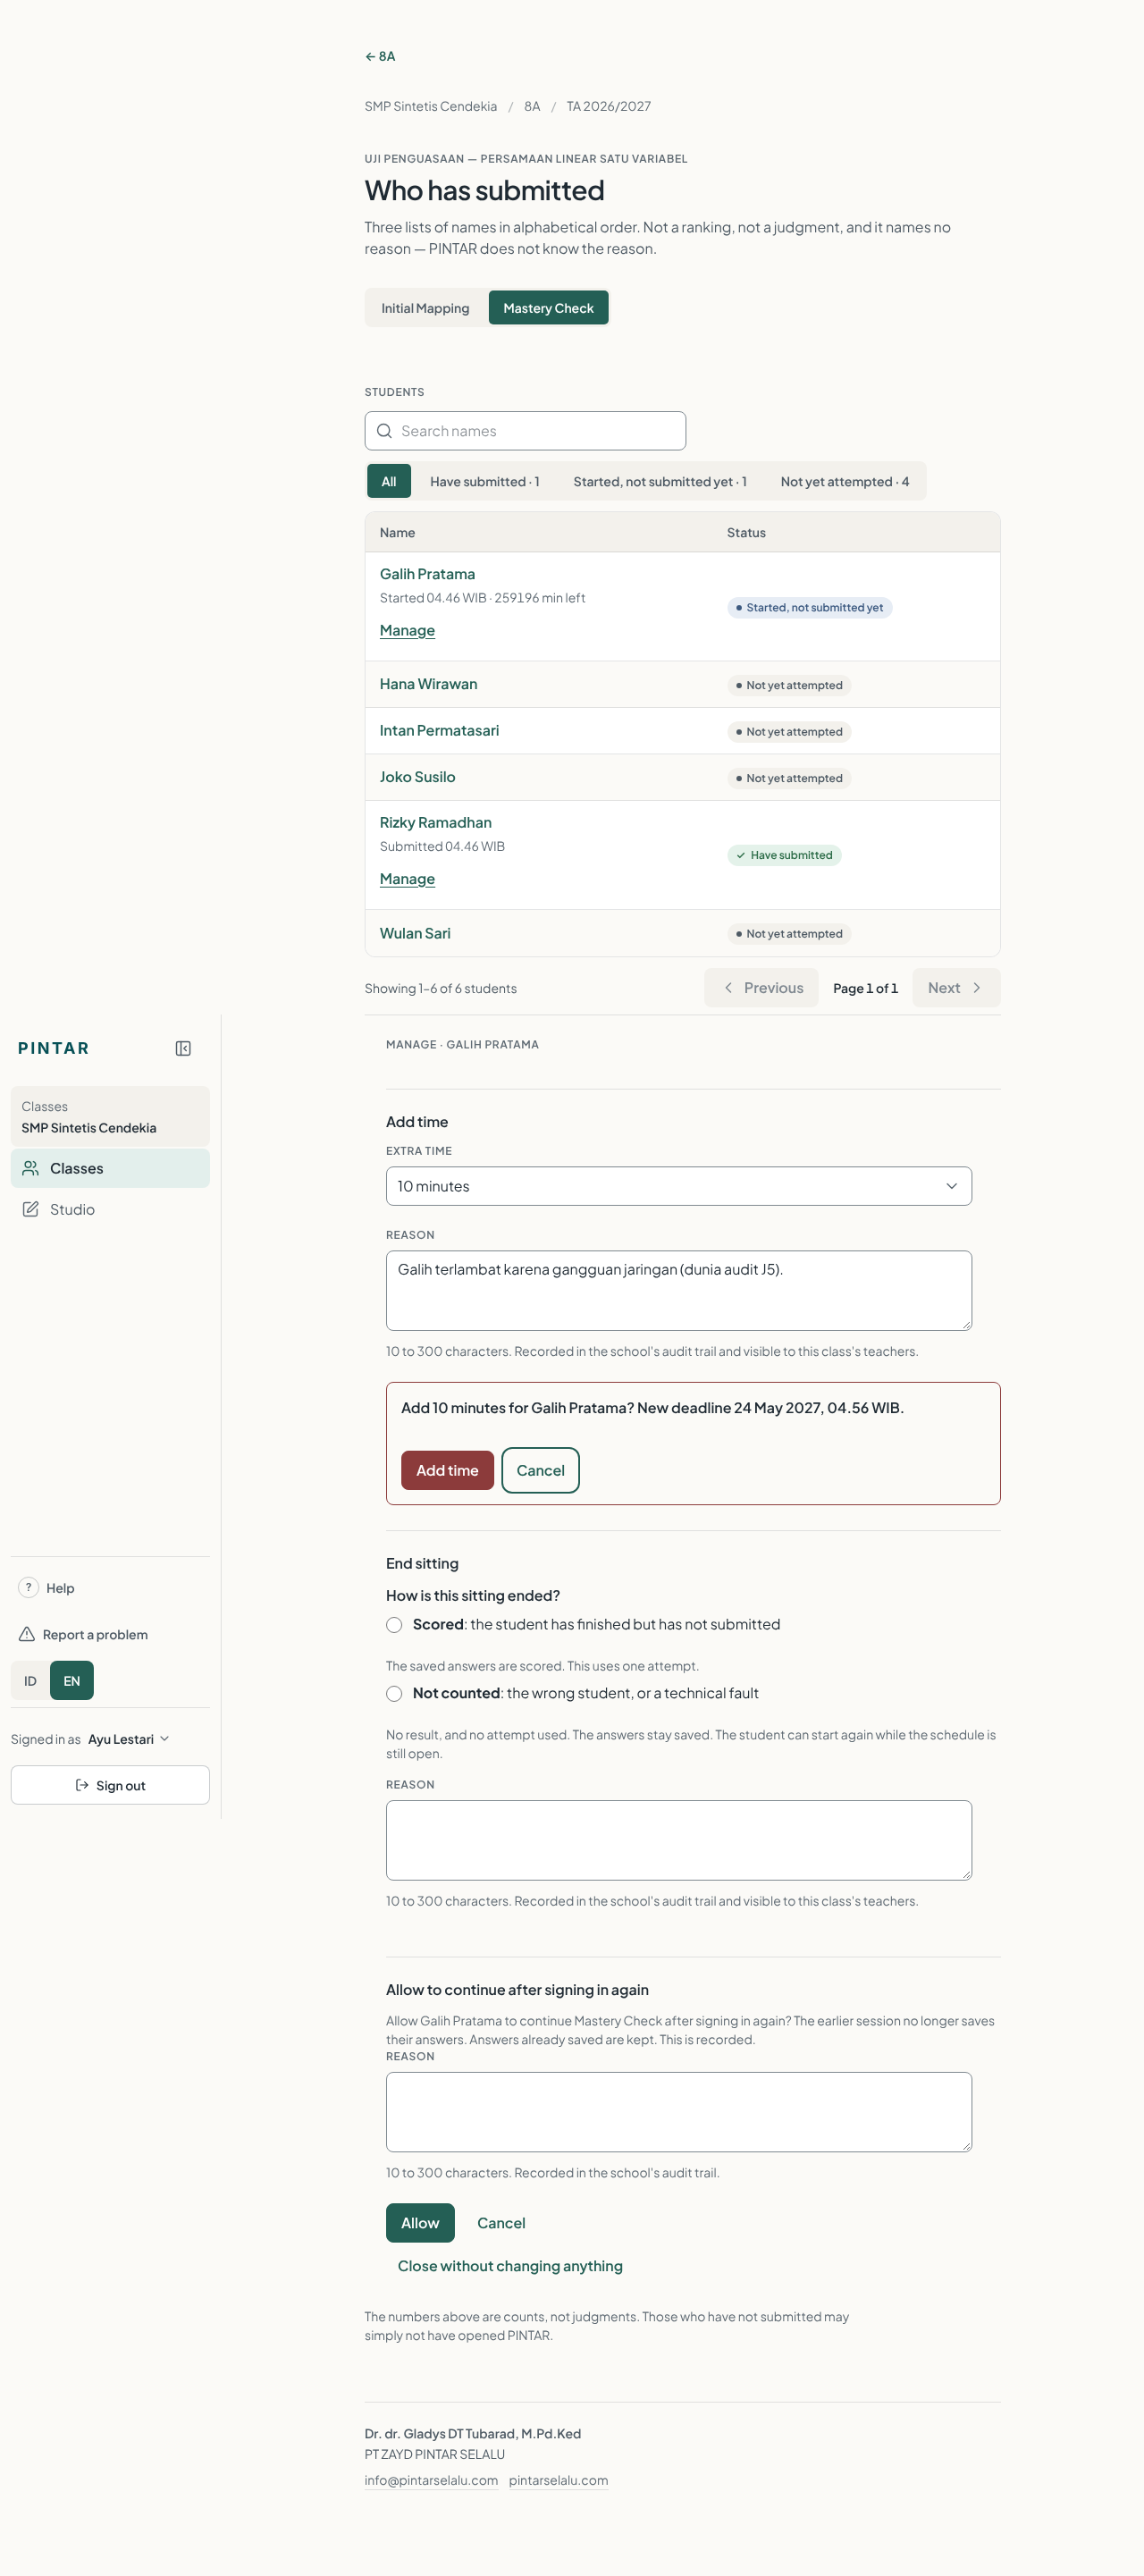 ← 8A
SMP Sintetis Cendekia / 8A / TA 2026/2027
UJI PENGUASAAN — PERSAMAAN LINEAR SATU VARIABEL
Who has submitted
Three lists of names in alphabetical order. Not a ranking, not a judgment, and it names no
reason — PINTAR does not know the reason.
Initial Mapping
Mastery Check
STUDENTS
Search names
All
Have submitted · 1
Started, not submitted yet · 1
Not yet attempted · 4
Name
Status
Galih Pratama
Started 04.46 WIB · 259196 min left
Manage
Started, not submitted yet
Hana Wirawan
Not yet attempted
Intan Permatasari
Not yet attempted
Joko Susilo
Not yet attempted
Rizky Ramadhan
Submitted 04.46 WIB
Manage
Have submitted
Wulan Sari
Not yet attempted
Showing 1–6 of 6 students
Previous
Page 1 of 1
Next
PINTAR
Classes
SMP Sintetis Cendekia
Classes
Studio
? Help
Report a problem
ID
EN
Signed in as Ayu Lestari
Sign out
MANAGE · GALIH PRATAMA
Add time
EXTRA TIME
10 minutes
REASON
Galih terlambat karena gangguan jaringan (dunia audit J5).
10 to 300 characters. Recorded in the school's audit trail and visible to this class's teachers.
Add 10 minutes for Galih Pratama? New deadline 24 May 2027, 04.56 WIB.
Add time
Cancel
End sitting
How is this sitting ended?
Scored: the student has finished but has not submitted
The saved answers are scored. This uses one attempt.
Not counted: the wrong student, or a technical fault
No result, and no attempt used. The answers stay saved. The student can start again while the schedule is
still open.
REASON
10 to 300 characters. Recorded in the school's audit trail and visible to this class's teachers.
Allow to continue after signing in again
Allow Galih Pratama to continue Mastery Check after signing in again? The earlier session no longer saves
their answers. Answers already saved are kept. This is recorded.
REASON
10 to 300 characters. Recorded in the school's audit trail.
Allow
Cancel
Close without changing anything
The numbers above are counts, not judgments. Those who have not submitted may
simply not have opened PINTAR.
Dr. dr. Gladys DT Tubarad, M.Pd.Ked
PT ZAYD PINTAR SELALU
info@pintarselalu.com
pintarselalu.com